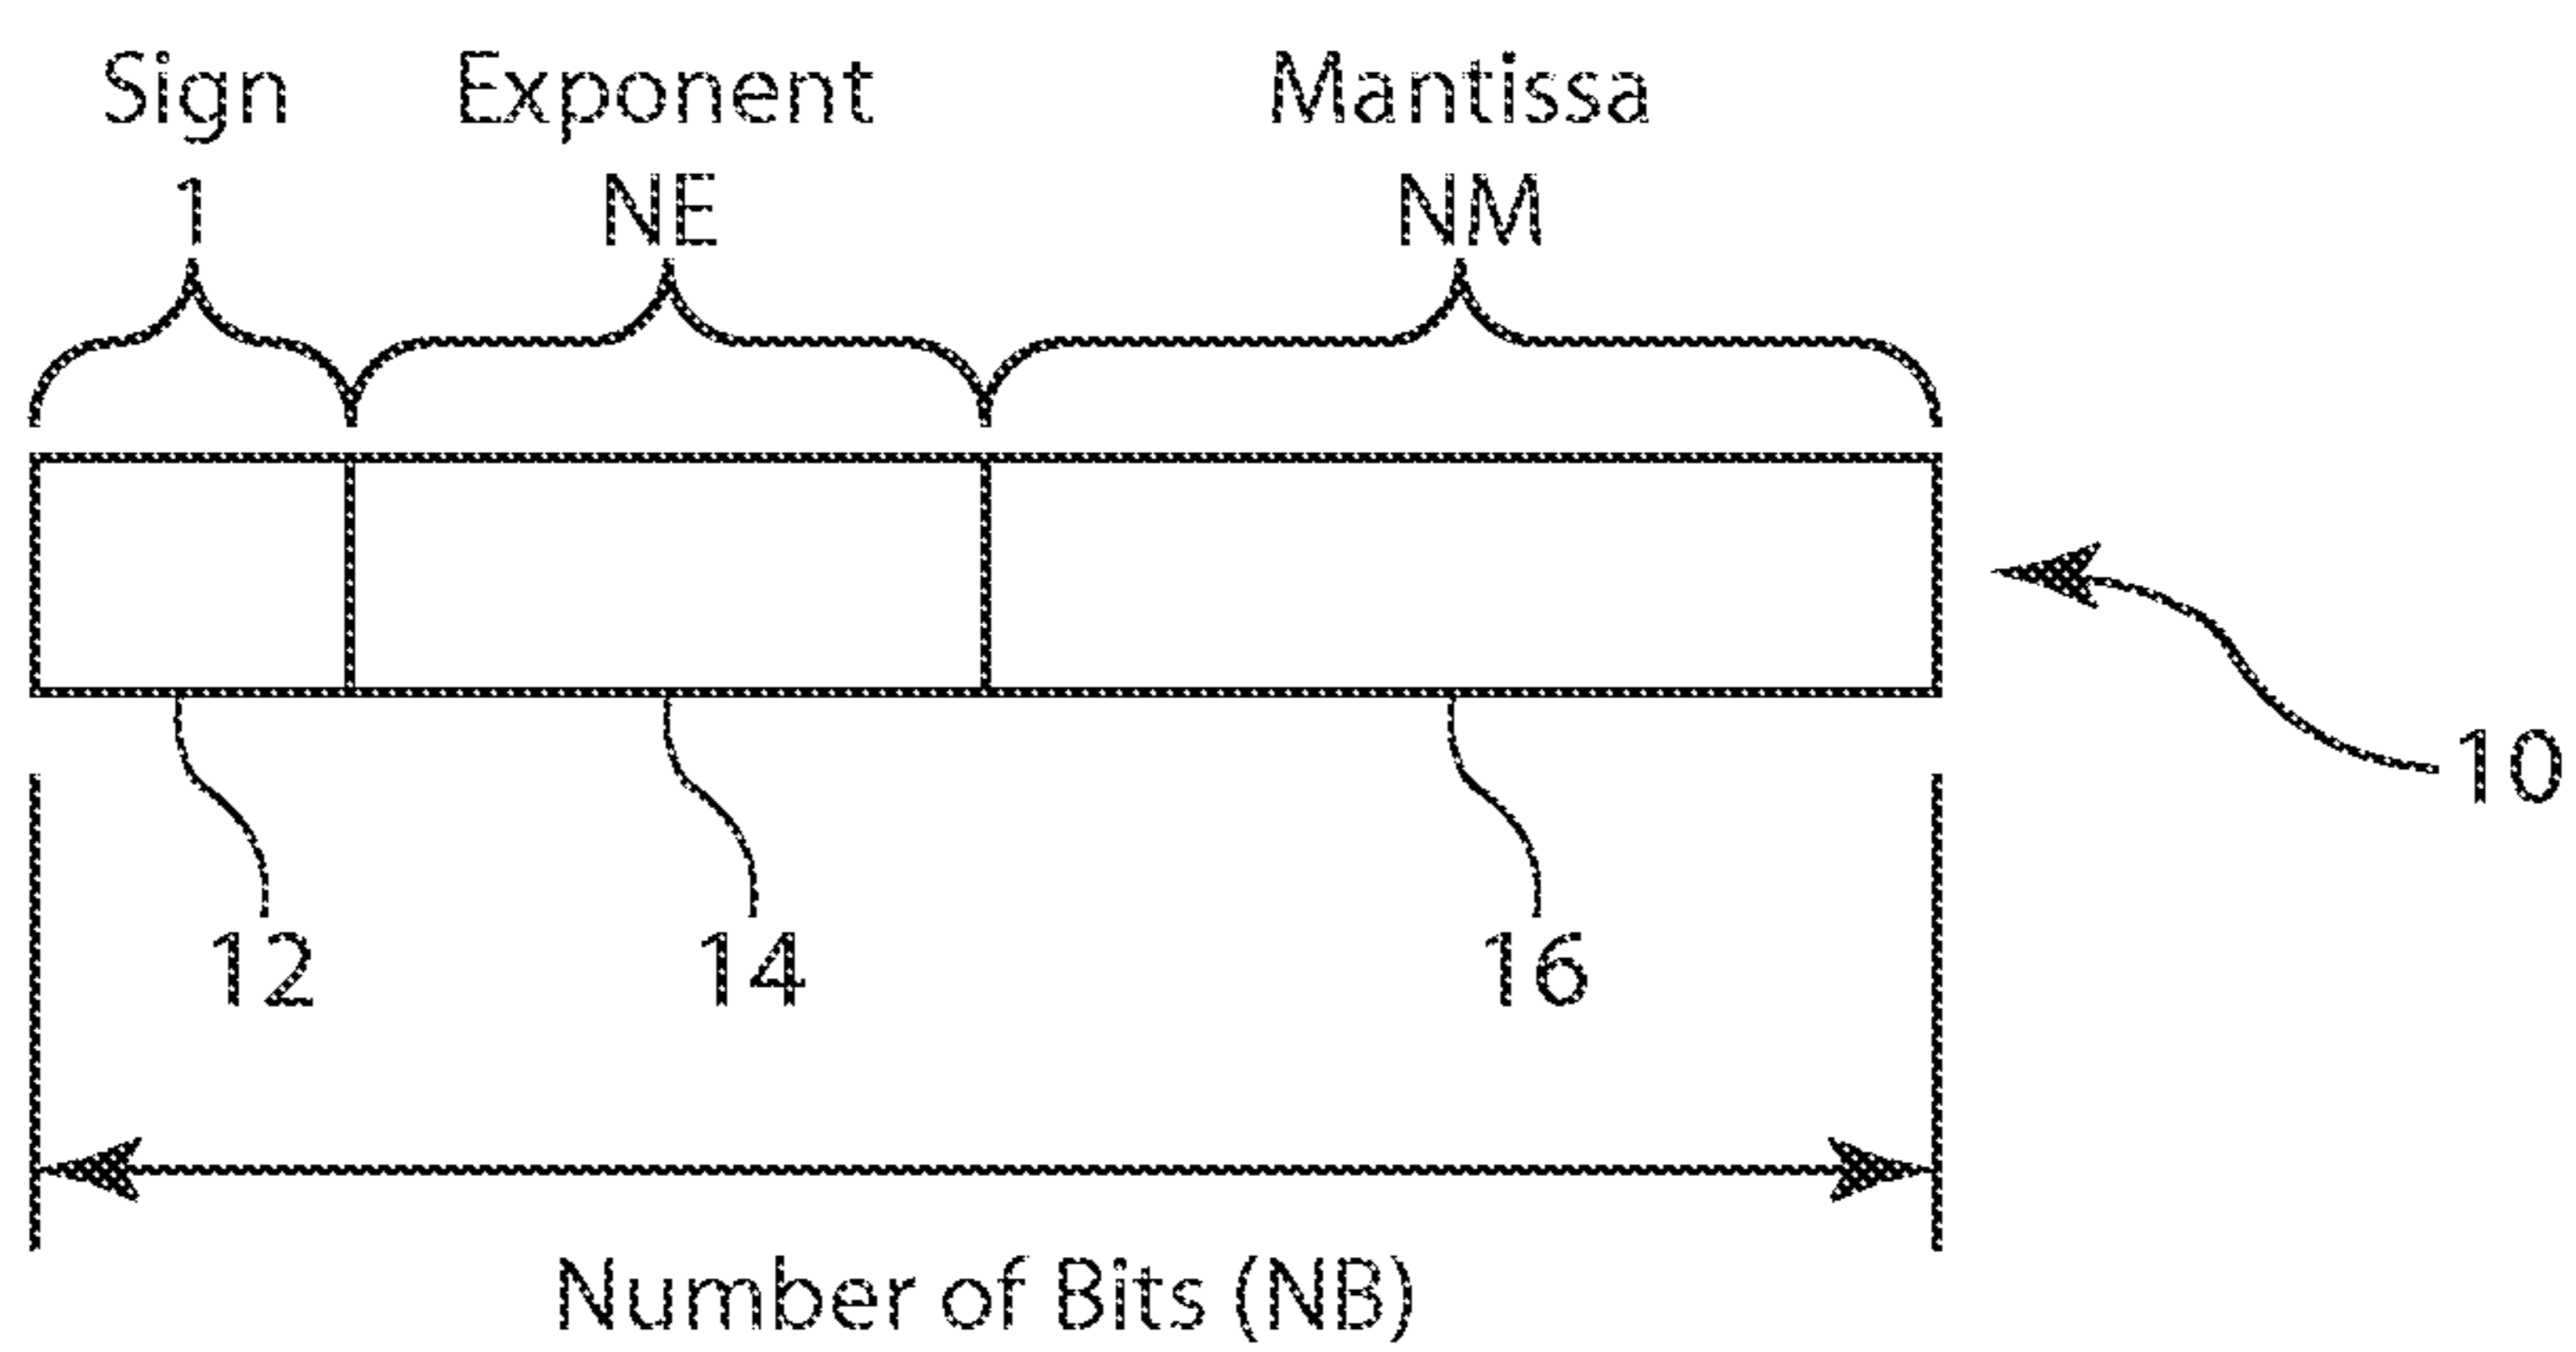 Sign Exponent Mantissa
1 NE NM
10
12 14 16
Number of Bits (NB)